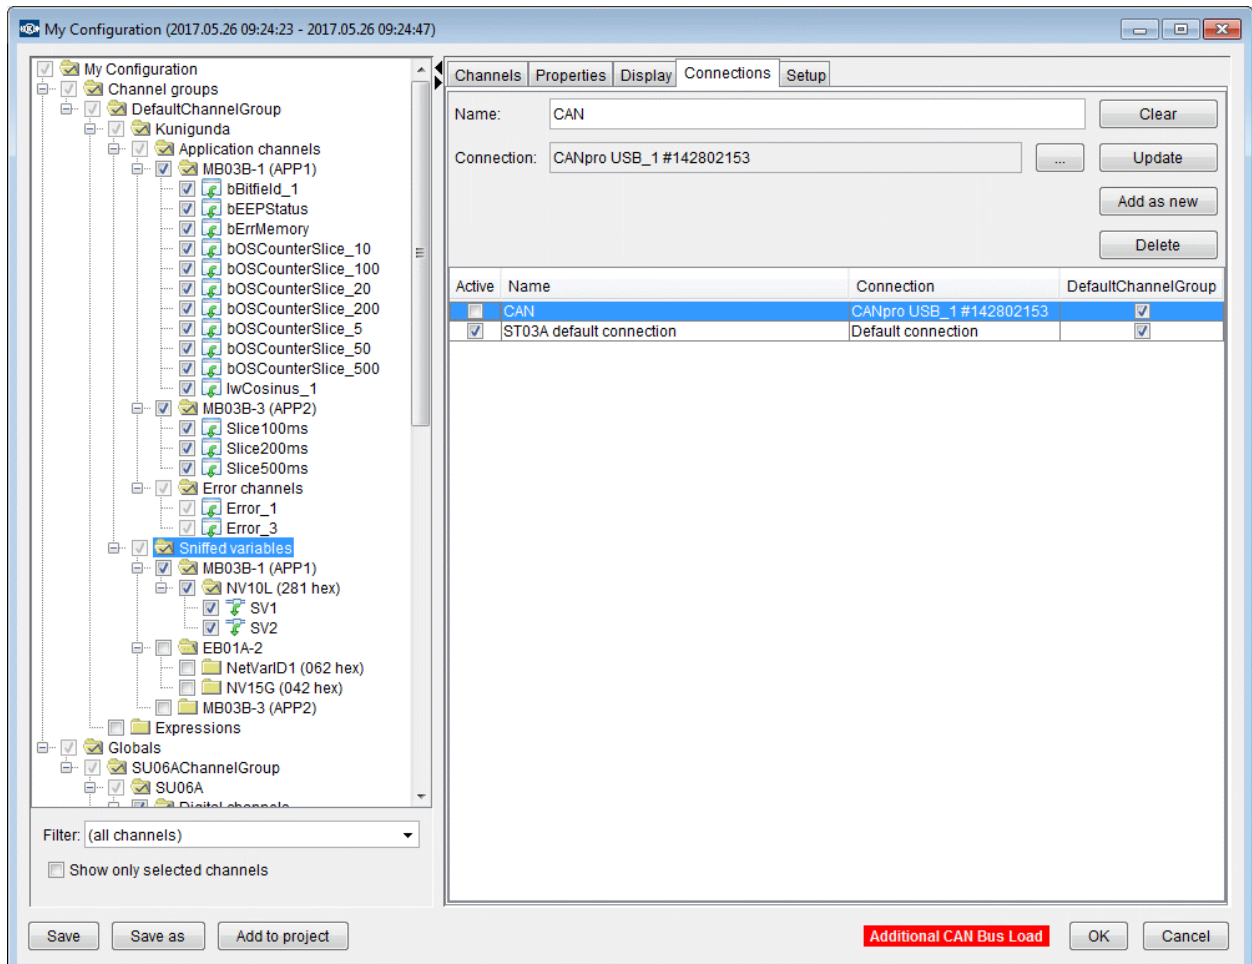 My Configuration (2017.05.26 09:24:23 - 2017.05.26 09:24:47)
My Configuration
Channel groups
DefaultChannelGroup
Kunigunda
Application channels
MB03B-1 (APP1)
bBitfield_1
bEEPStatus
bErrMemory
bOSCounterSlice_10
bOSCounterSlice_100
bOSCounterSlice_20
bOSCounterSlice_200
bOSCounterSlice_5
bOSCounterSlice_50
bOSCounterSlice_500
lwCosinus_1
MB03B-3 (APP2)
Slice100ms
Slice200ms
Slice500ms
Error channels
Error_1
Error_3
Sniffed variables
MB03B-1 (APP1)
NV10L (281 hex)
SV1
SV2
EB01A-2
NetVarID1 (062 hex)
NV15G (042 hex)
MB03B-3 (APP2)
Expressions
Globals
SU06AChannelGroup
SU06A
Digital channels
Filter: (all channels)
Show only selected channels
Channels Properties Display Connections Setup
Name: CAN Clear
Connection: CANpro USB_1 #142802153 ... Update
Add as new
Delete
Active Name Connection DefaultChannelGroup
CAN CANpro USB_1 #142802153
ST03A default connection Default connection
Save Save as Add to project Additional CAN Bus Load OK Cancel